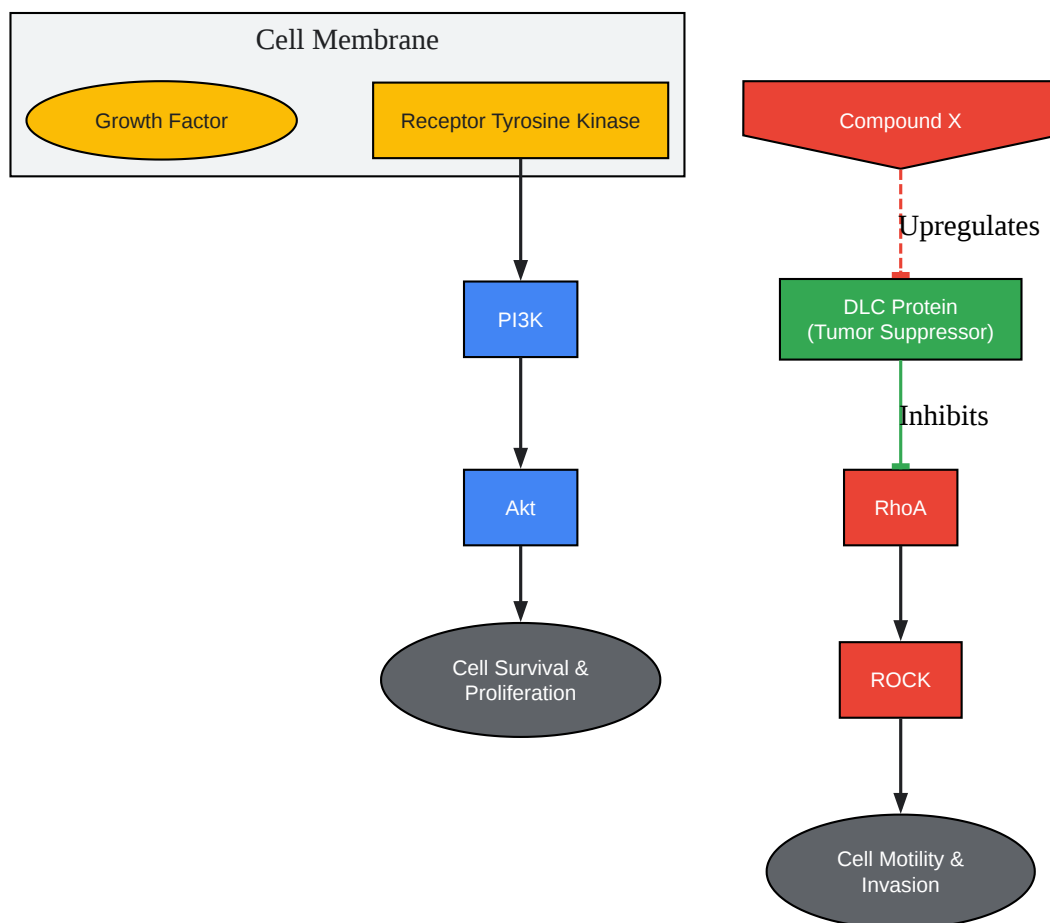 Cell Membrane
Growth Factor
Receptor Tyrosine Kinase
Compound X
Upregulates
PI3K
DLC Protein
(Tumor Suppressor)
Inhibits
Akt
RhoA
Cell Survival &
Proliferation
ROCK
Cell Motility &
Invasion